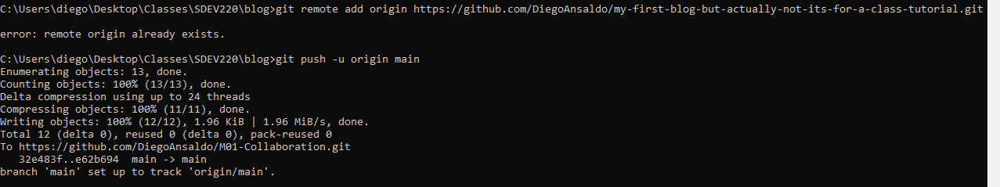 C:\Users\diego\Desktop\Classes\SDEV220\blog>git remote add origin https://github.com/DiegoAnsaldo/my-first-blog-but-actually-not-its-for-a-class-tutorial.git
error: remote origin already exists.
C:\Users\diego\Desktop\Classes\SDEV220\blog>git push -u origin main
Enumerating objects: 13, done.
Counting objects: 100% (13/13), done.
Delta compression using up to 24 threads
Compressing objects: 100% (11/11), done.
Writing objects: 100% (12/12), 1.96 KiB | 1.96 MiB/s, done.
Total 12 (delta 0), reused 0 (delta 0), pack-reused 0
To https://github.com/DiegoAnsaldo/M01-Collaboration.git
   32e483f..e62b694  main -> main
branch 'main' set up to track 'origin/main'.